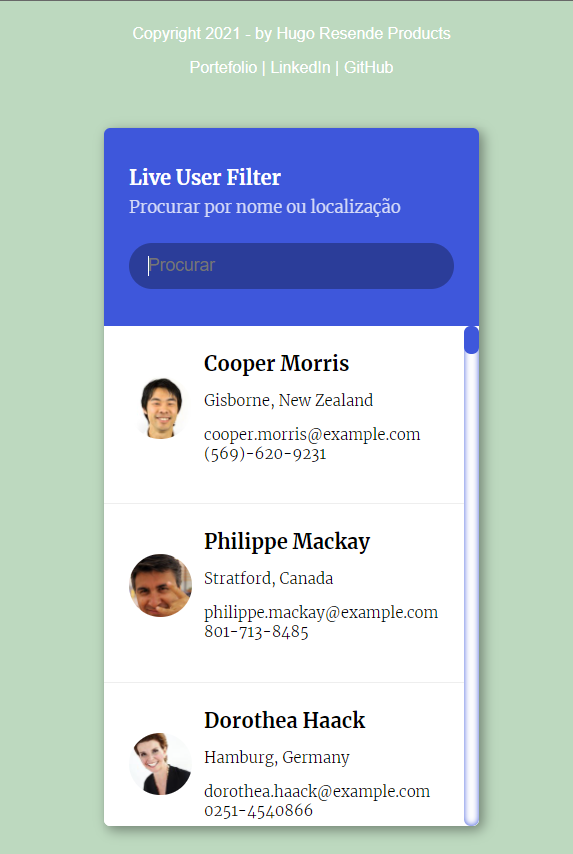 Copyright 2021 - by Hugo Resende Products
Portefolio | LinkedIn | GitHub
Live User Filter
Procurar por nome ou localização
Procurar
Cooper Morris
Gisborne, New Zealand
cooper.morris@example.com
(569)-620-9231
Philippe Mackay
Stratford, Canada
philippe.mackay@example.com
801-713-8485
Dorothea Haack
Hamburg, Germany
dorothea.haack@example.com
0251-4540866